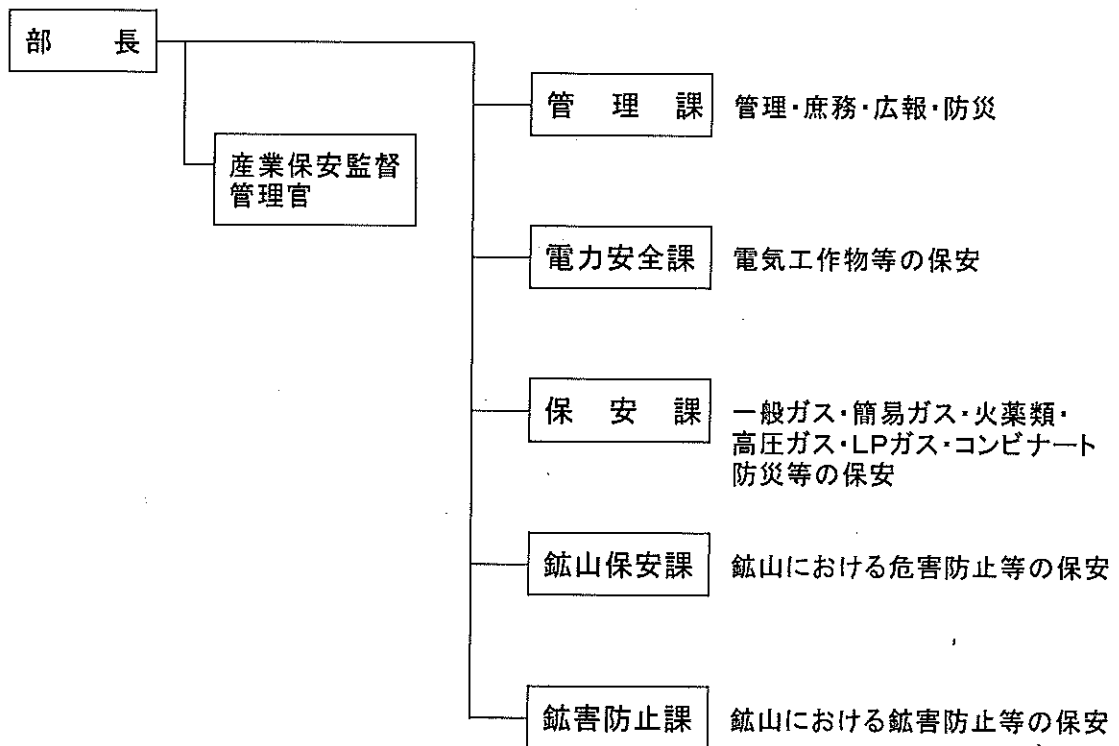 部長
産業保安監督
管理官
管理課 管理・庶務・広報・防災
電力安全課 電気工作物等の保安
保安課 一般ガス・簡易ガス・火薬類・
高圧ガス・LPガス・コンビナート
防災等の保安
鉱山保安課 鉱山における危害防止等の保安
鉱害防止課 鉱山における鉱害防止等の保安